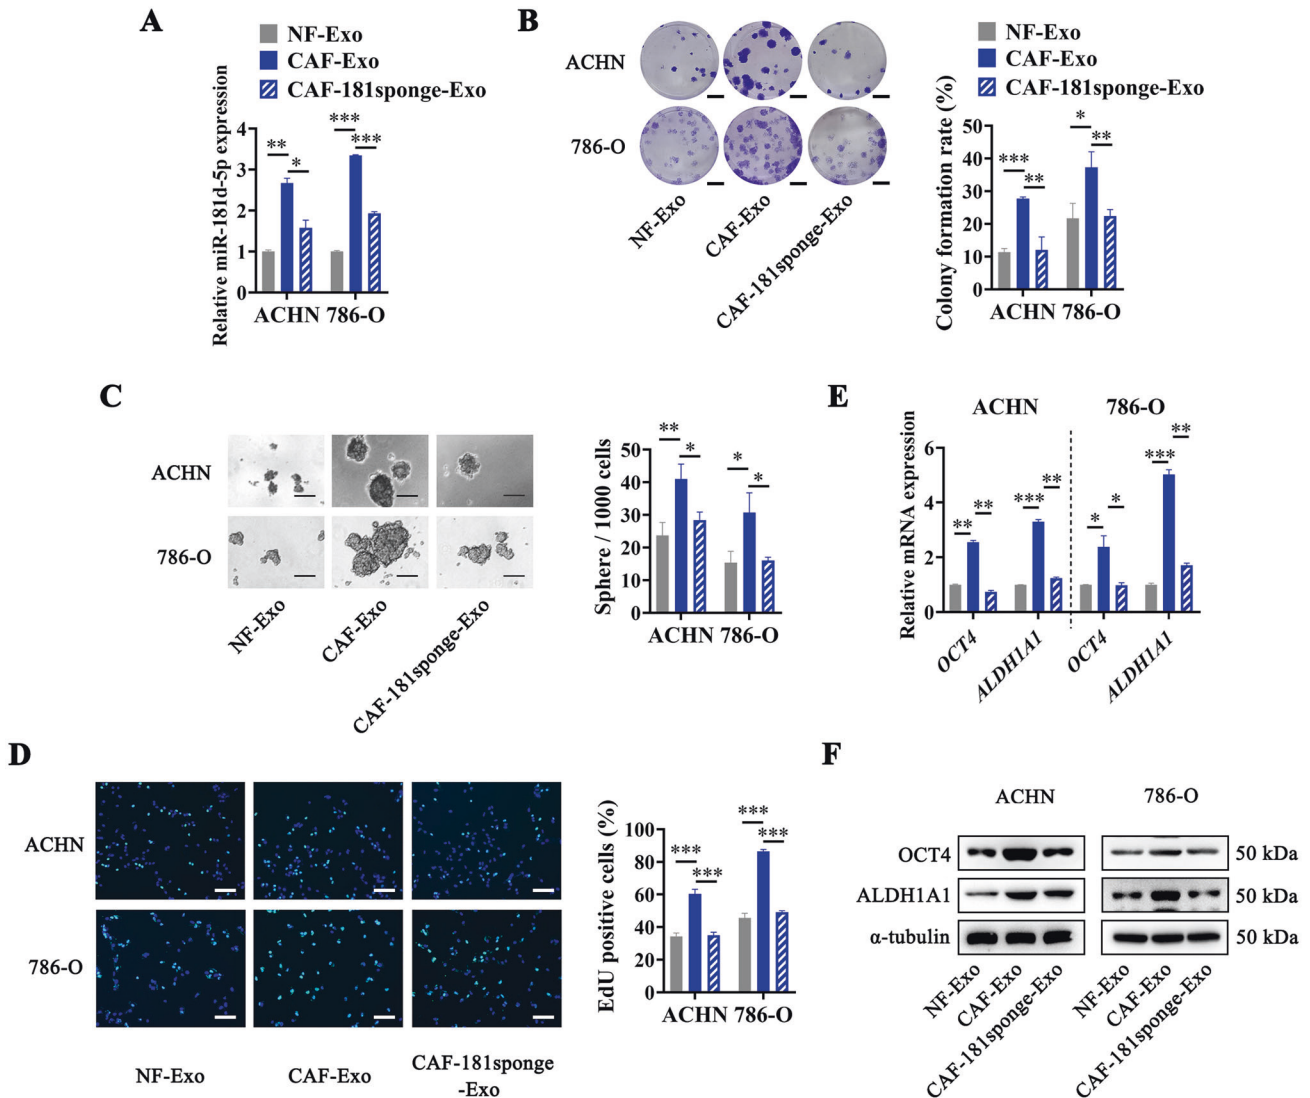 A
NF-Exo
CAF-Exo
CAF-181sponge-Exo
Relative miR-181d-5p expression
4
3
2
1
0
**
*
***
***
ACHN 786-O
B
ACHN
786-O
NF-Exo
CAF-Exo
CAF-181sponge-Exo
NF-Exo
CAF-Exo
CAF-181sponge-Exo
Colony formation rate (%)
50
40
30
20
10
0
***
**
*
**
ACHN 786-O
C
ACHN
786-O
NF-Exo
CAF-Exo
CAF-181sponge-Exo
Sphere / 1000 cells
50
40
30
20
10
0
**
*
*
*
ACHN 786-O
E
ACHN
786-O
Relative mRNA expression
6
4
2
0
**
**
***
**
*
*
***
**
OCT4
ALDH1A1
OCT4
ALDH1A1
D
ACHN
786-O
NF-Exo
CAF-Exo
CAF-181sponge
-Exo
EdU positive cells (%)
100
80
60
40
20
0
***
***
***
***
ACHN 786-O
F
ACHN
786-O
OCT4
50 kDa
ALDH1A1
50 kDa
α-tubulin
50 kDa
NF-Exo
CAF-Exo
CAF-181sponge-Exo
NF-Exo
CAF-Exo
CAF-181sponge-Exo